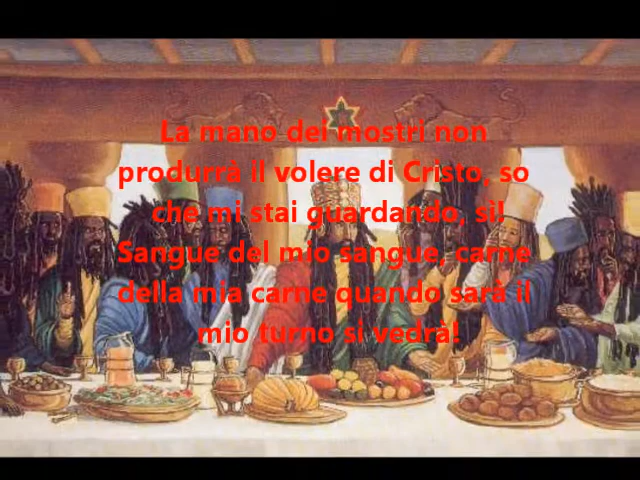 La mano dei mostri non
produrrà il volere di Cristo, so
che mi stai guardando, sì!
Sangue del mio sangue, carne
della mia carne quando sarà il
mio turno si vedrà!